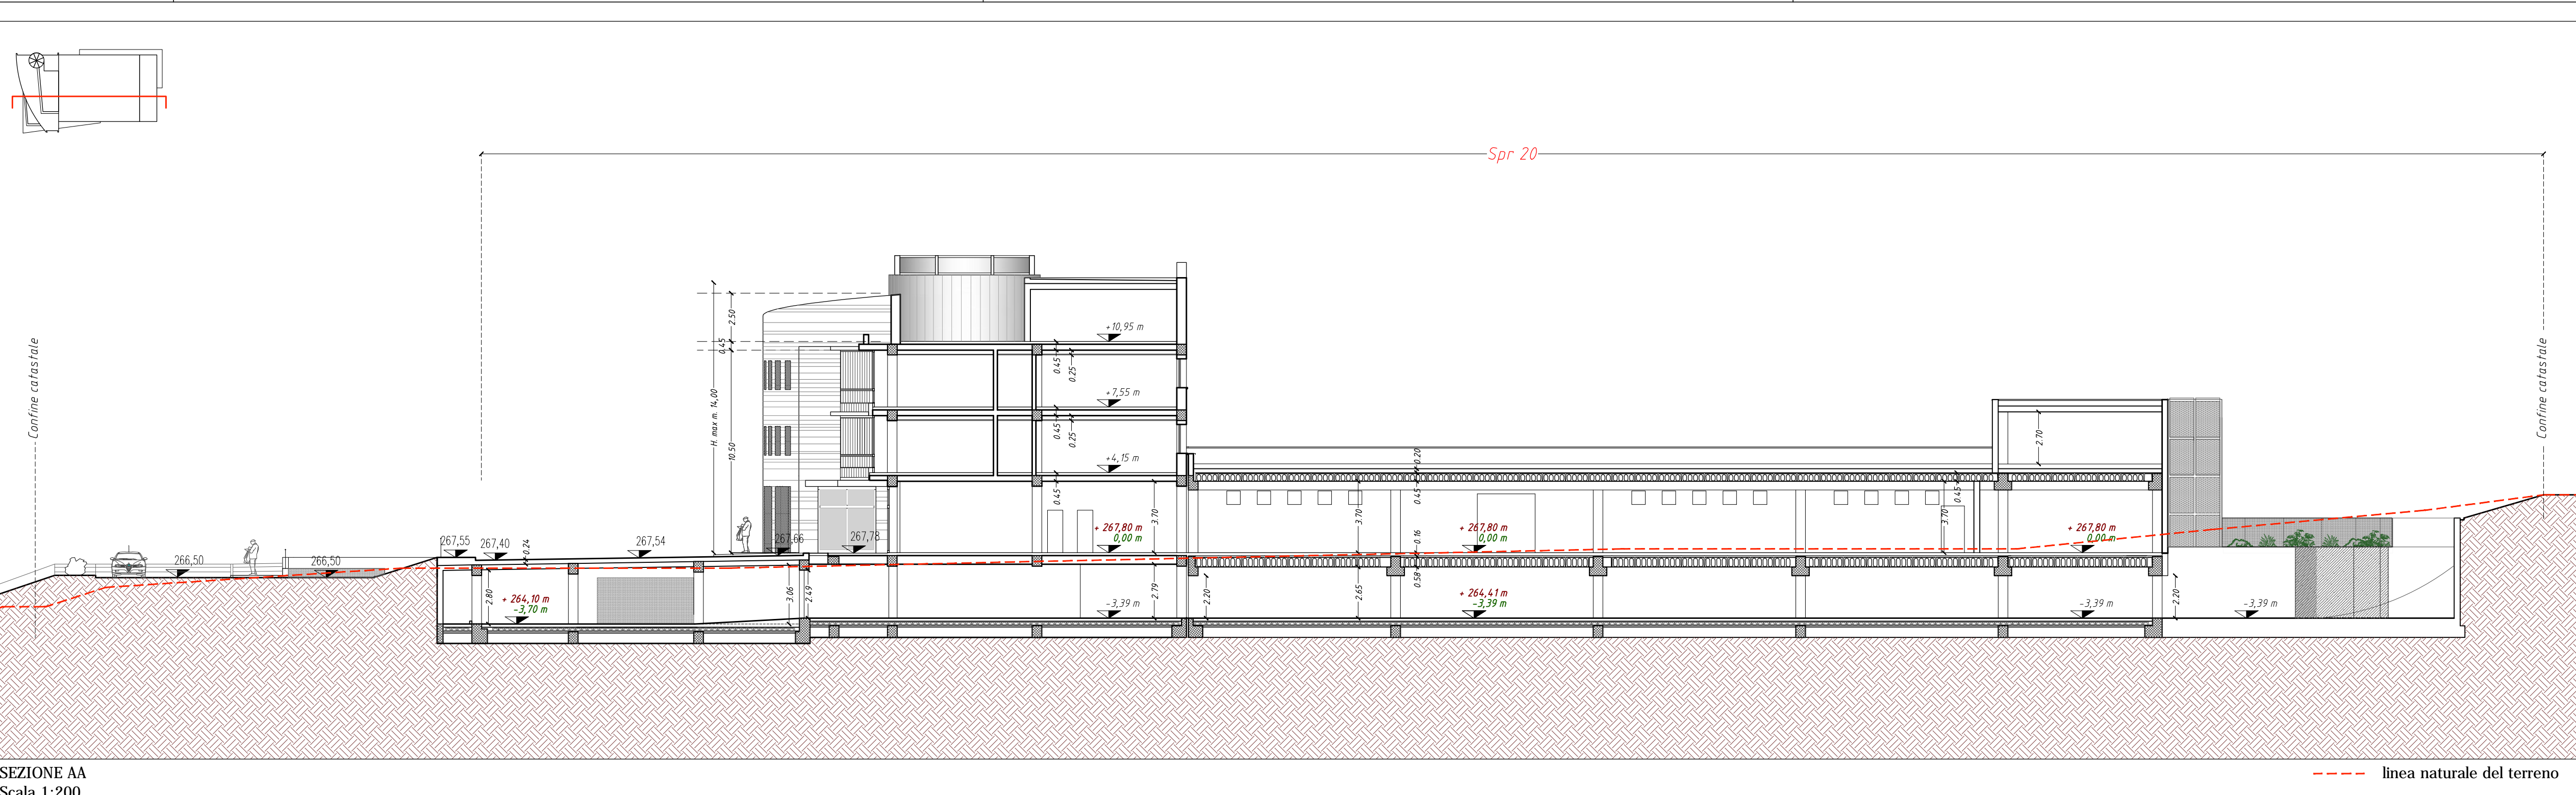 Spr 20
Confine catastale
Confine catastale
2.50
0.45
H. max m. 14,00
10.50
+10,95 m
0.45
0.25
+7,55 m
0.45
0.25
+4,15 m
0.45
3.70
+ 267,80 m
0,00 m
0.20
0.45
3.70
0.16
+ 267,80 m
0,00 m
0.58
2.70
0.45
3.70
+ 267,80 m
0,00 m
266,50
266,50
267,55
267,40
0.24
267,54
267,66
267,78
2.80
+ 264,10 m
-3,70 m
3.06
2.49
-3,39 m
2.79
2.20
2.65
+ 264,41 m
-3,39 m
-3,39 m
2.20
-3,39 m
SEZIONE AA
Scala 1:200
linea naturale del terreno